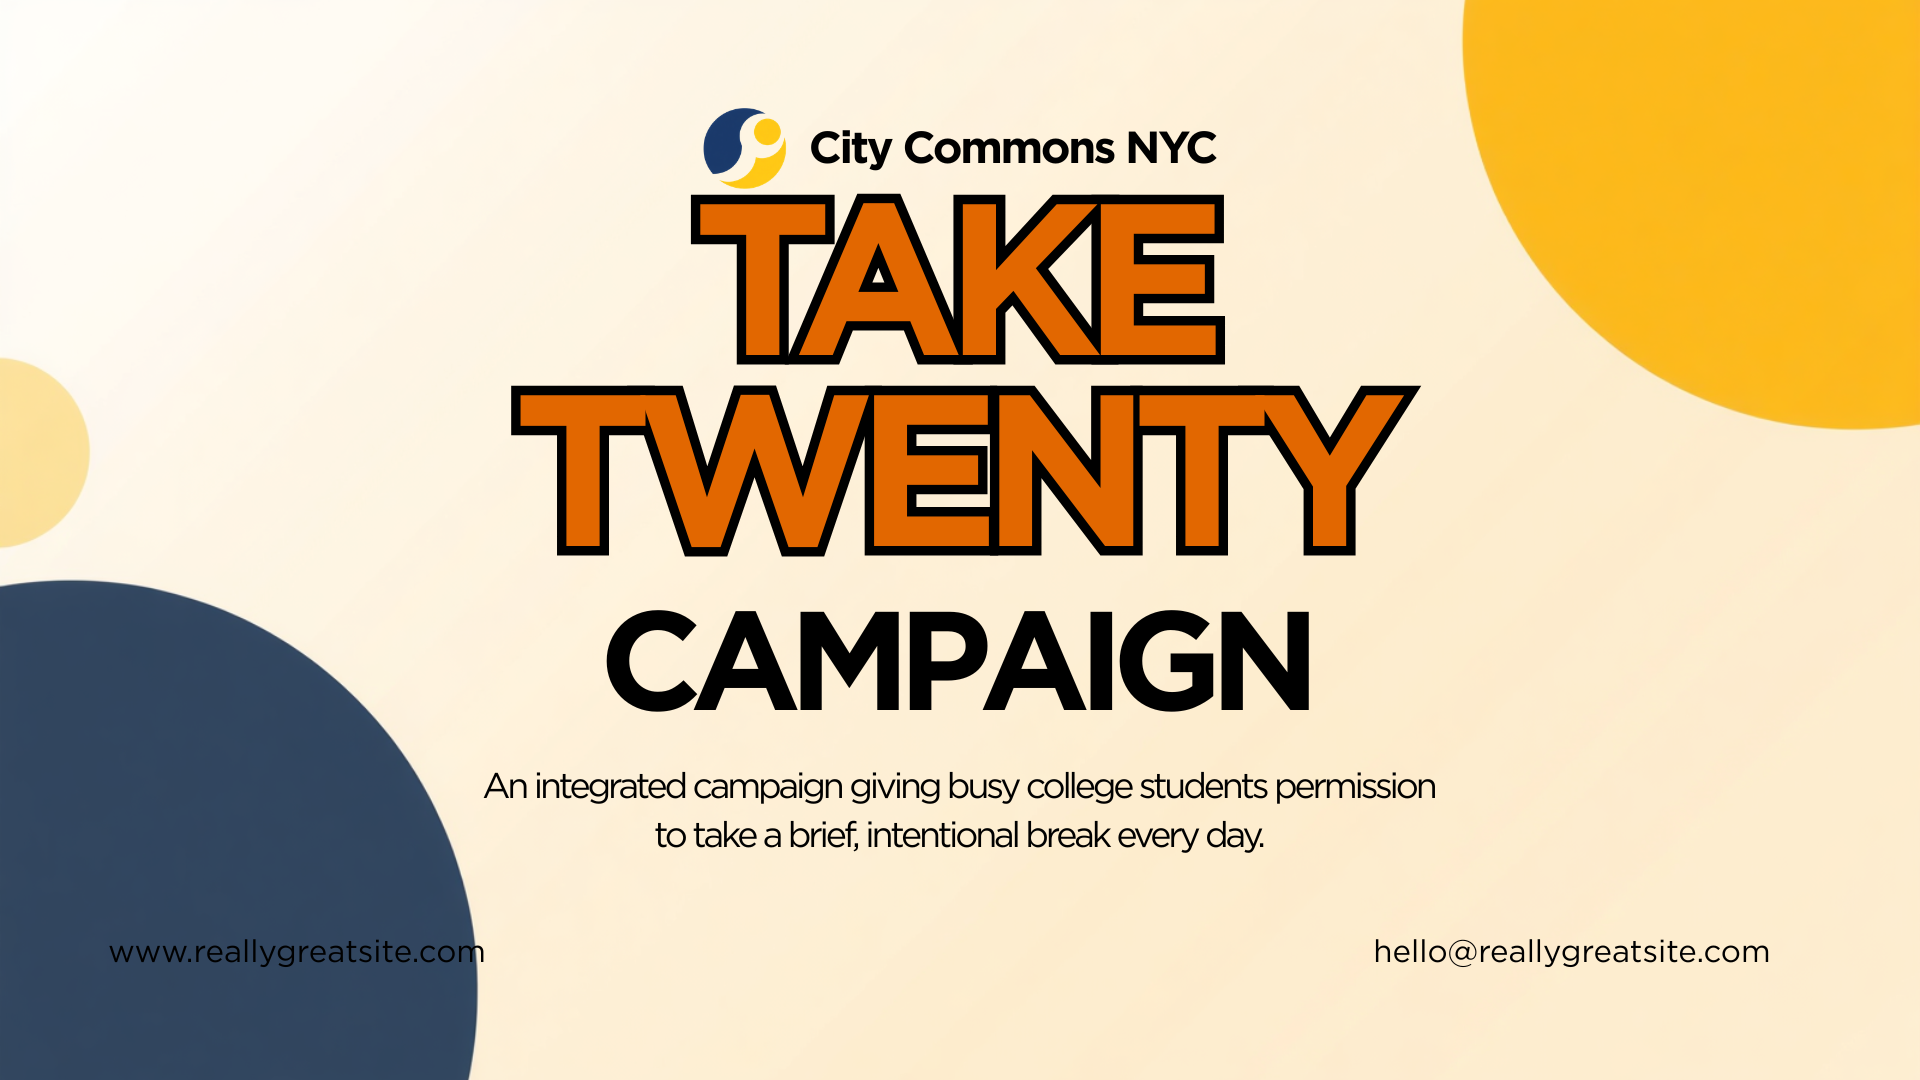 City Commons NYC
TAKE
TWENTY
CAMPAIGN
An integrated campaign giving busy college students permission
to take a brief, intentional break every day.
www.reallygreatsite.com
hello@reallygreatsite.com